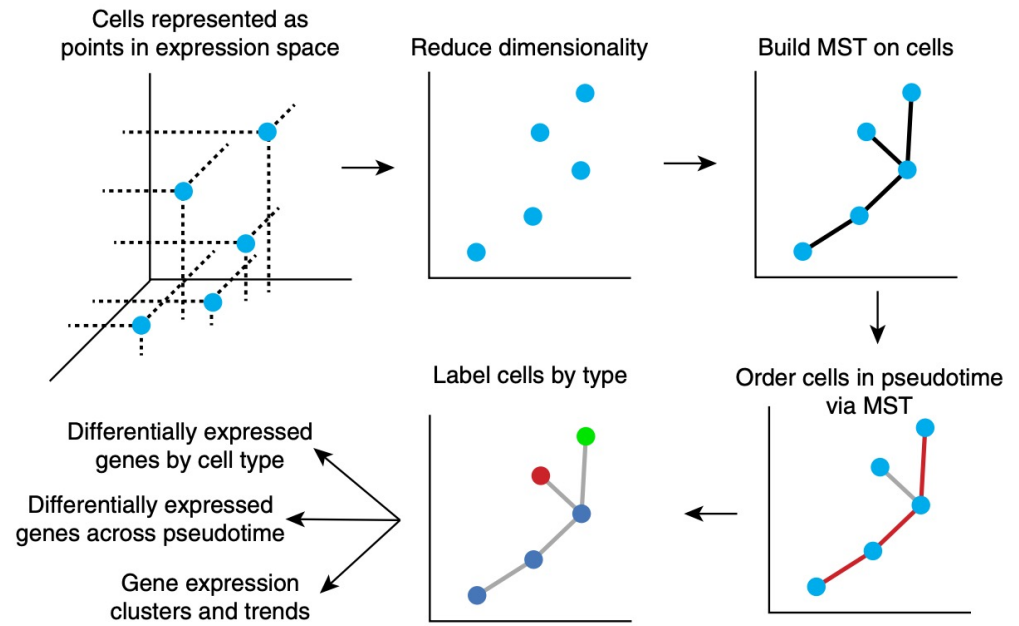 Cells represented as
points in expression space
Reduce dimensionality
Build MST on cells
Order cells in pseudotime
via MST
Label cells by type
Differentially expressed
genes by cell type
Differentially expressed
genes across pseudotime
Gene expression
clusters and trends